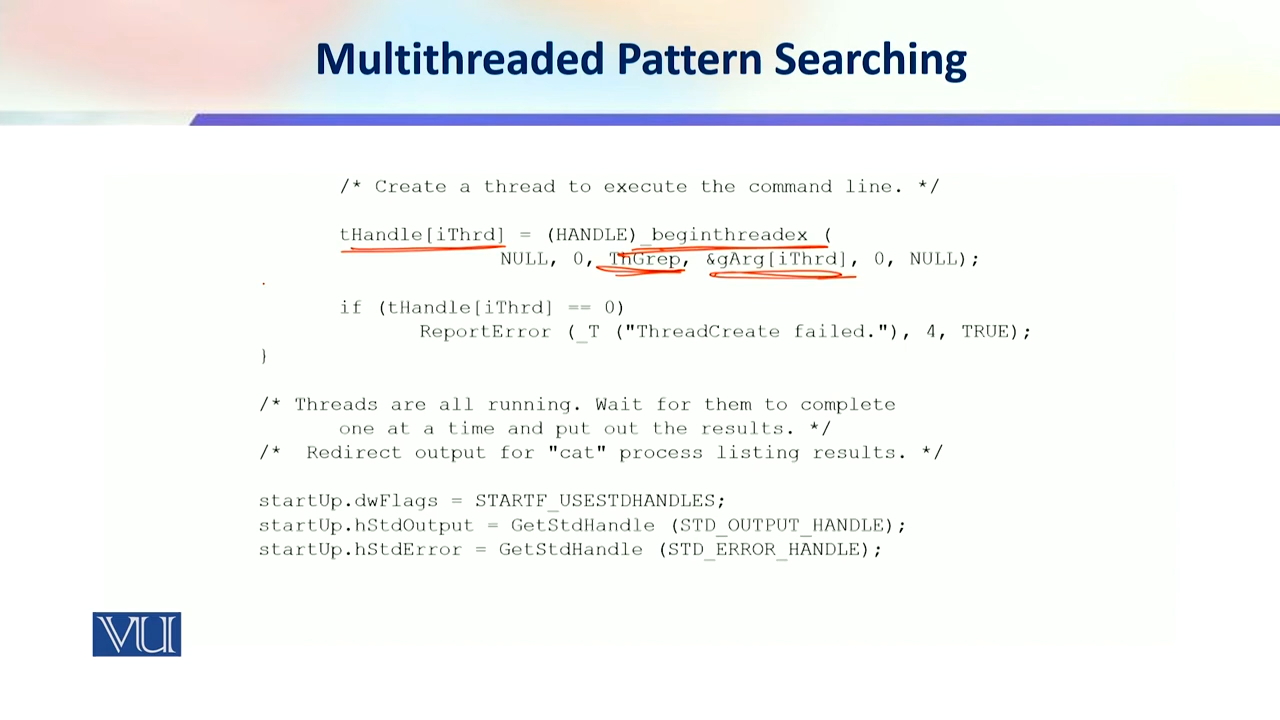 Multithreaded Pattern Searching
/* Create a thread to execute the command line. */
tHandle[iThrd] = (HANDLE)_beginthreadex (
NULL, 0, ThGrep, &gArg[iThrd], 0, NULL);
if (tHandle[iThrd] == 0)
ReportError (_T ("ThreadCreate failed."), 4, TRUE);
}
/* Threads are all running. Wait for them to complete
one at a time and put out the results. */
/* Redirect output for "cat" process listing results. */
startUp.dwFlags = STARTF_USESTDHANDLES;
startUp.hStdOutput = GetStdHandle (STD_OUTPUT_HANDLE);
startUp.hStdError = GetStdHandle (STD_ERROR_HANDLE);
VU